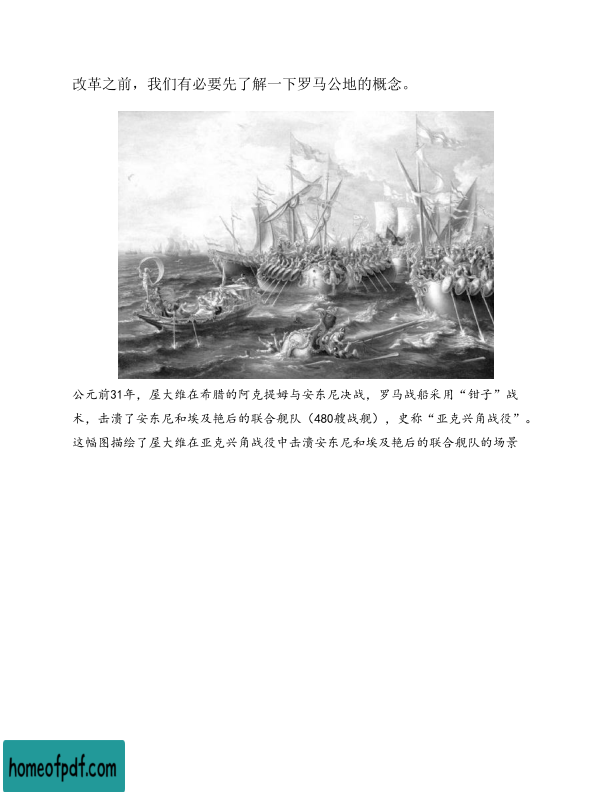 改革之前，我们有必要先了解一下罗马公地的概念。
公元前31年，屋大维在希腊的阿克提姆与安东尼决战，罗马战船采用“钳子”战
术，击溃了安东尼和埃及艳后的联合舰队（480艘战舰），史称“亚克兴角战役”。
这幅图描绘了屋大维在亚克兴角战役中击溃安东尼和埃及艳后的联合舰队的场景
homeofpdf.com